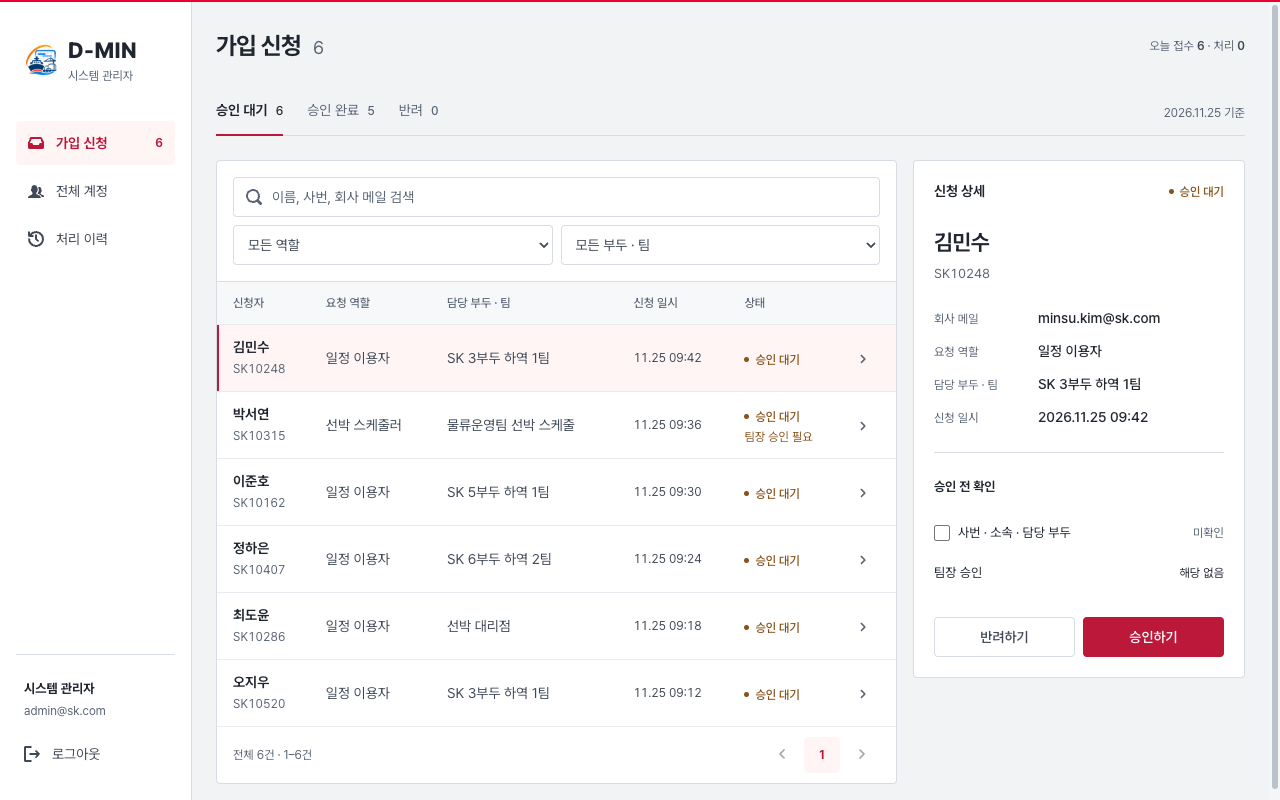 D-MIN
시스템 관리자
가입 신청 6
전체 계정
처리 이력
시스템 관리자
admin@sk.com
로그아웃
가입 신청 6
오늘 접수 6 · 처리 0
승인 대기 6
승인 완료 5
반려 0
2026.11.25 기준
이름, 사번, 회사 메일 검색
모든 역할
모든 부두 · 팀
신청자 요청 역할 담당 부두 · 팀 신청 일시 상태
김민수
SK10248
일정 이용자
SK 3부두 하역 1팀
11.25 09:42
승인 대기
박서연
SK10315
선박 스케줄러
물류운영팀 선박 스케줄
11.25 09:36
승인 대기
팀장 승인 필요
이준호
SK10162
일정 이용자
SK 5부두 하역 1팀
11.25 09:30
승인 대기
정하은
SK10407
일정 이용자
SK 6부두 하역 2팀
11.25 09:24
승인 대기
최도윤
SK10286
일정 이용자
선박 대리점
11.25 09:18
승인 대기
오지우
SK10520
일정 이용자
SK 3부두 하역 1팀
11.25 09:12
승인 대기
전체 6건 · 1–6건
1
신청 상세
승인 대기
김민수
SK10248
회사 메일 minsu.kim@sk.com
요청 역할 일정 이용자
담당 부두 · 팀 SK 3부두 하역 1팀
신청 일시 2026.11.25 09:42
승인 전 확인
사번 · 소속 · 담당 부두 미확인
팀장 승인 해당 없음
반려하기
승인하기